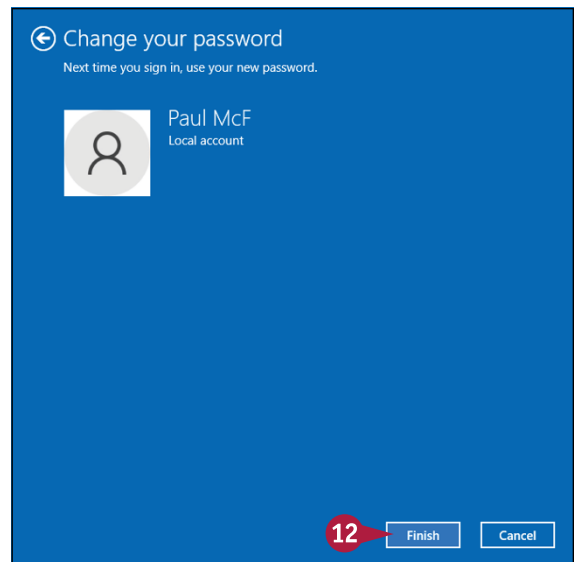 Change your password
Next time you sign in, use your new password.
Paul McF
Local account
12
Finish
Cancel